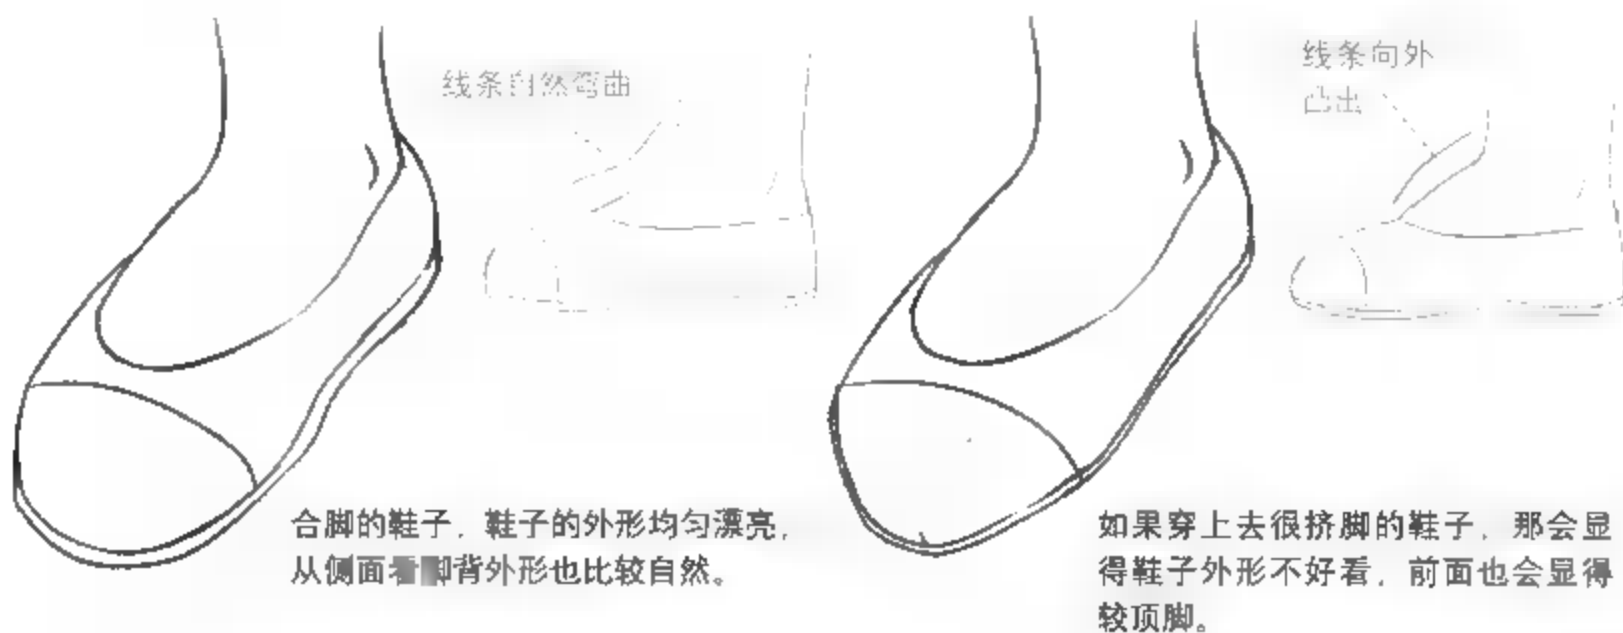 线条自然弯曲
线条向外
凸出
合脚的鞋子，鞋子的外形均匀漂亮，
从侧面看脚背外形也比较自然。
如果穿上去很挤脚的鞋子，那会显
得鞋子外形不好看，前面也会显得
较顶脚。